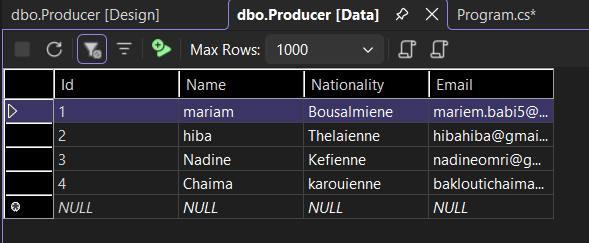 dbo.Producer [Design] dbo.Producer [Data] Program.cs*
Max Rows: 1000
Id Name Nationality Email
1 mariam Bousalmiene mariem.babi5@...
2 hiba Thelaienne hibahiba@gmai...
3 Nadine Kefienne nadineomri@g...
4 Chaima karouienne bakloutichaima...
NULL NULL NULL NULL